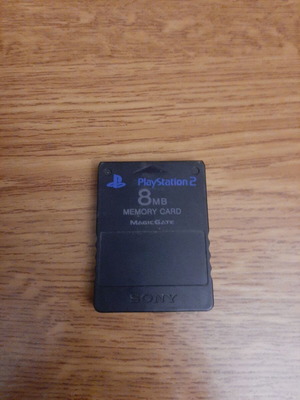 PlayStation 2
8MB
MEMORY CARD
MAGICGATE
SONY